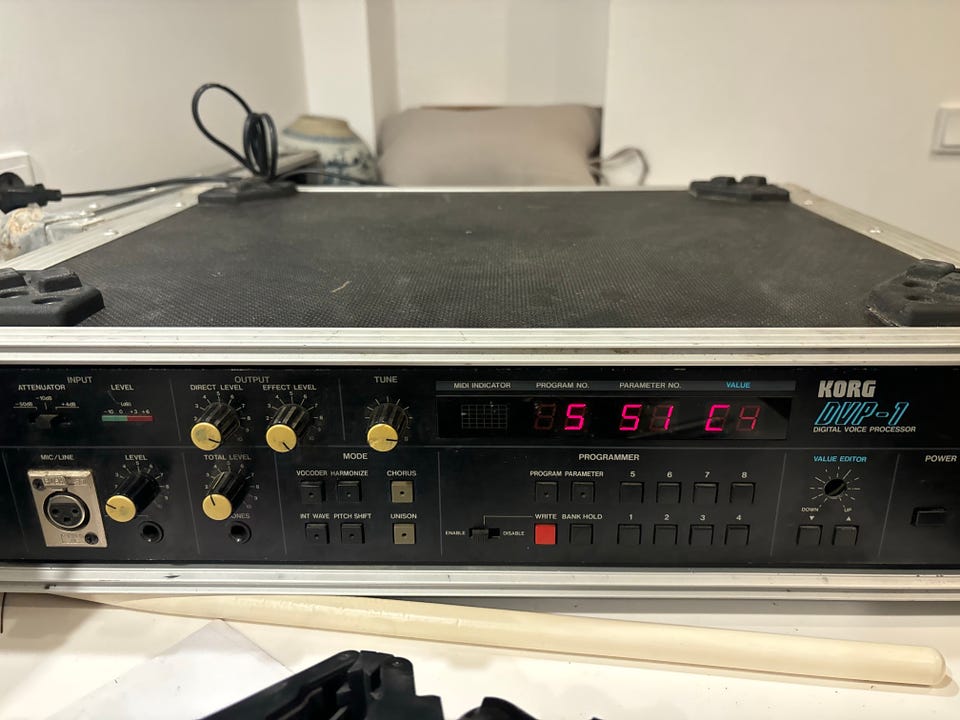 INPUT
ATTENUATOR
-50dB -10dB +4dB
LEVEL
(dB)
-10 0 +3 +6
OUTPUT
DIRECT LEVEL EFFECT LEVEL
TUNE
MIDI INDICATOR PROGRAM NO. PARAMETER NO. VALUE
5 51 C4
KORG
DVP-1
DIGITAL VOICE PROCESSOR
MIC/LINE
LEVEL
TOTAL LEVEL
MODE
VOCODER HARMONIZE CHORUS
INT WAVE PITCH SHIFT UNISON
PROGRAMMER
PROGRAM PARAMETER 5 6 7 8
ENABLE DISABLE
WRITE BANK HOLD 1 2 3 4
VALUE EDITOR
DOWN UP
POWER